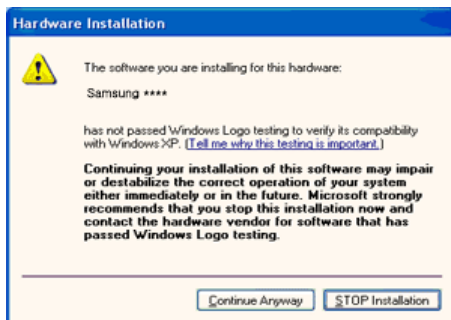 Hardware Installation
The software you are installing for this hardware:
Samsung ****
has not passed Windows Logo testing to verify its compatibility
with Windows XP. (Tell me why this testing is important.)
Continuing your installation of this software may impair
or destabilize the correct operation of your system
either immediately or in the future. Microsoft strongly
recommends that you stop this installation now and
contact the hardware vendor for software that has
passed Windows Logo testing.
Continue Anyway
STOP Installation